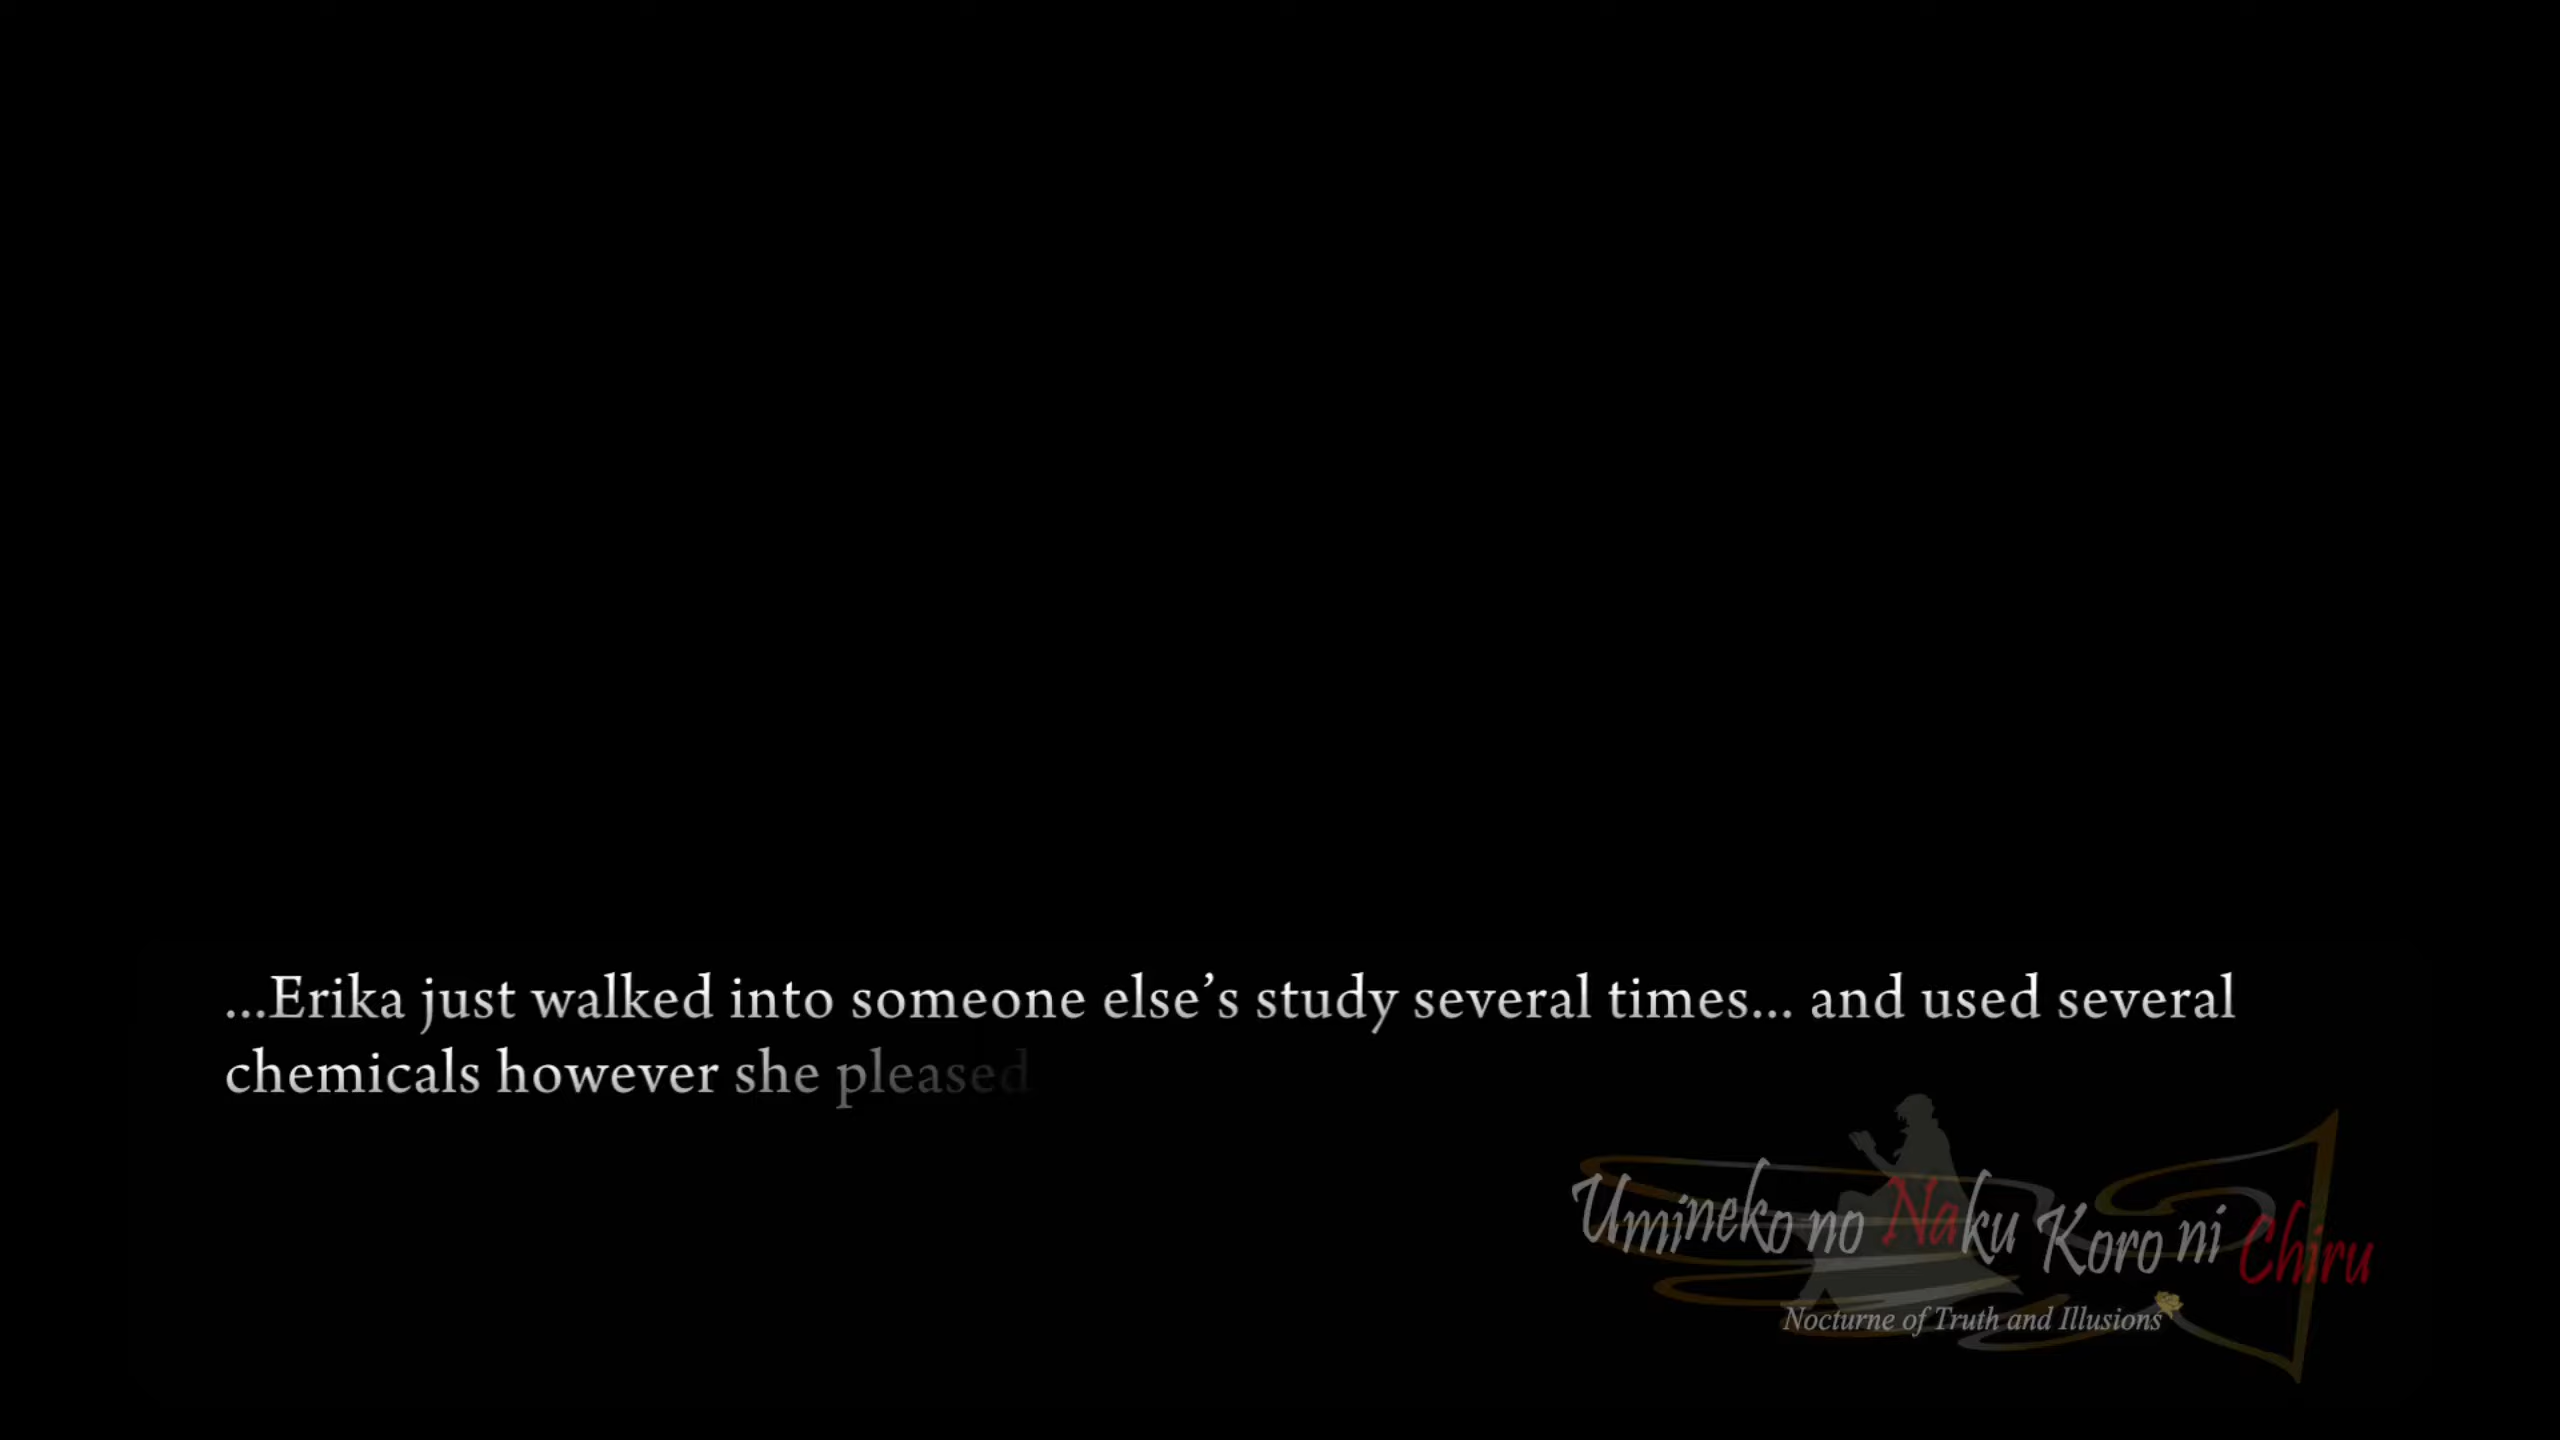 ...Erika just walked into someone else’s study several times... and used several
chemicals however she pleased
Umineko no Naku Koro ni Chiru
Nocturne of Truth and Illusions